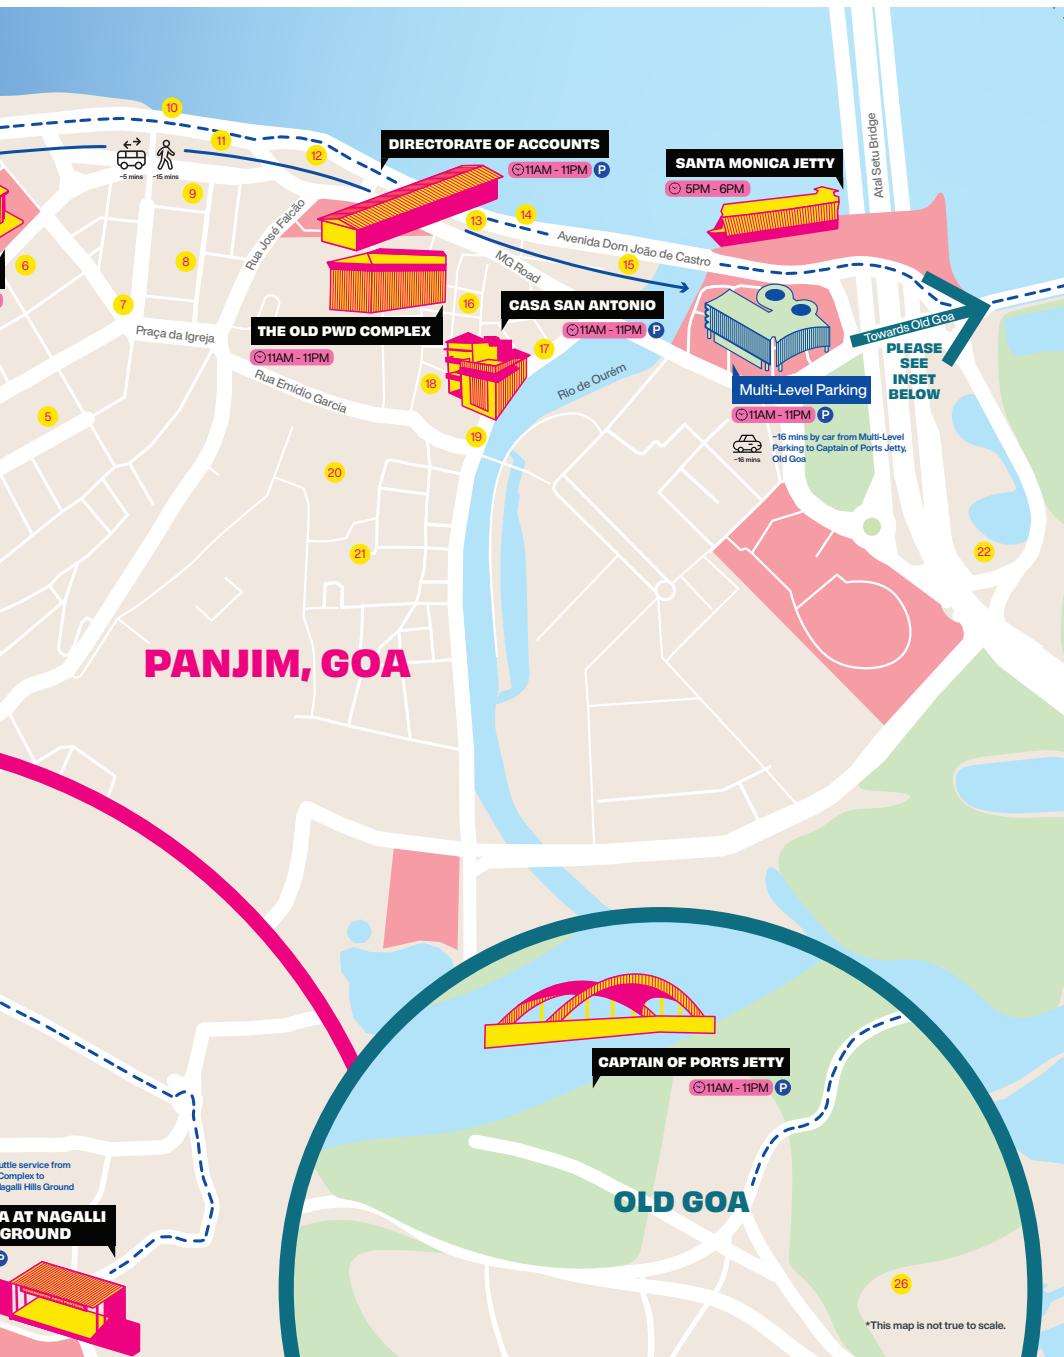 10
11
12
~5 mins
~15 mins
DIRECTORATE OF ACCOUNTS
11AM - 11PM P
SANTA MONICA JETTY
5PM - 6PM
Atal Setu Bridge
9
Rua José Falcão
13
14
Avenida Dom João de Castro
15
MG Road
6
8
7
16
CASA SAN ANTONIO
11AM - 11PM P
Praça da Igreja
THE OLD PWD COMPLEX
11AM - 11PM
17
Towards Old Goa
PLEASE
SEE
INSET
BELOW
Rua Emídio Garcia
18
Rio de Ourém
Multi-Level Parking
11AM - 11PM P
~16 mins
~16 mins by car from Multi-Level
Parking to Captain of Ports Jetty,
Old Goa
5
19
20
21
22
PANJIM, GOA
CAPTAIN OF PORTS JETTY
11AM - 11PM P
uttle service from
Complex to
Nagalli Hills Ground
A AT NAGALLI
GROUND
P
OLD GOA
26
*This map is not true to scale.